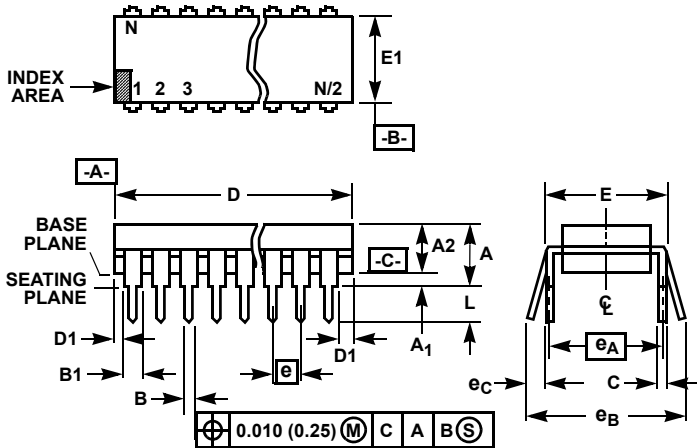 N
E1
INDEX
AREA
1 2 3 N/2
-B-
-A-
D
E
BASE
PLANE
A2
A
-C-
SEATING
PLANE
L
℄
D1
A1
D1
eA
B1
e
eC
C
B
eB
0.010 (0.25) Ⓜ C A B Ⓢ